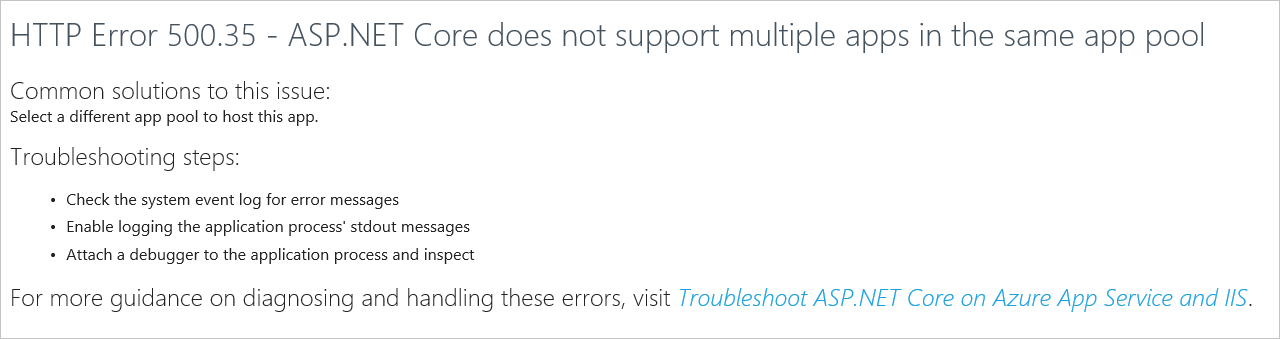 HTTP Error 500.35 - ASP.NET Core does not support multiple apps in the same app pool
Common solutions to this issue:
Select a different app pool to host this app.
Troubleshooting steps:
• Check the system event log for error messages
• Enable logging the application process' stdout messages
• Attach a debugger to the application process and inspect
For more guidance on diagnosing and handling these errors, visit Troubleshoot ASP.NET Core on Azure App Service and IIS.